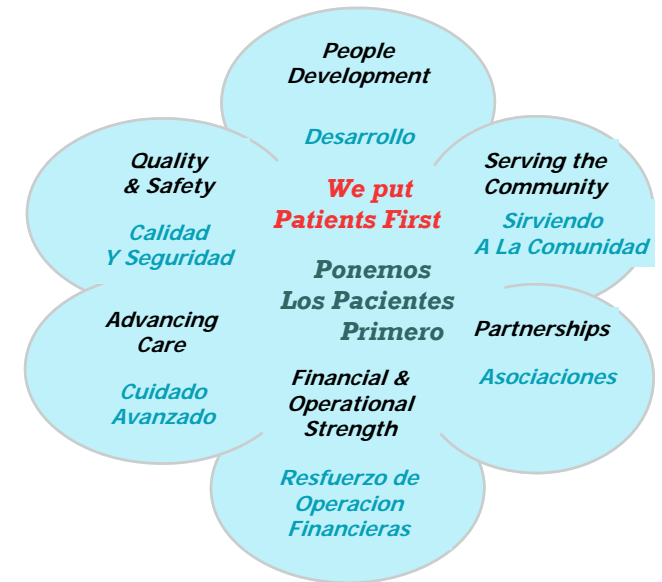 People
Development
Desarrollo
Quality
& Safety
Calidad
Y Seguridad
We put
Patients First
Ponemos
Los Pacientes
Primero
Serving the
Community
Sirviendo
A La Comunidad
Advancing
Care
Cuidado
Avanzado
Financial &
Operational
Strength
Resfuerzo de
Operacion
Financieras
Partnerships
Asociaciones